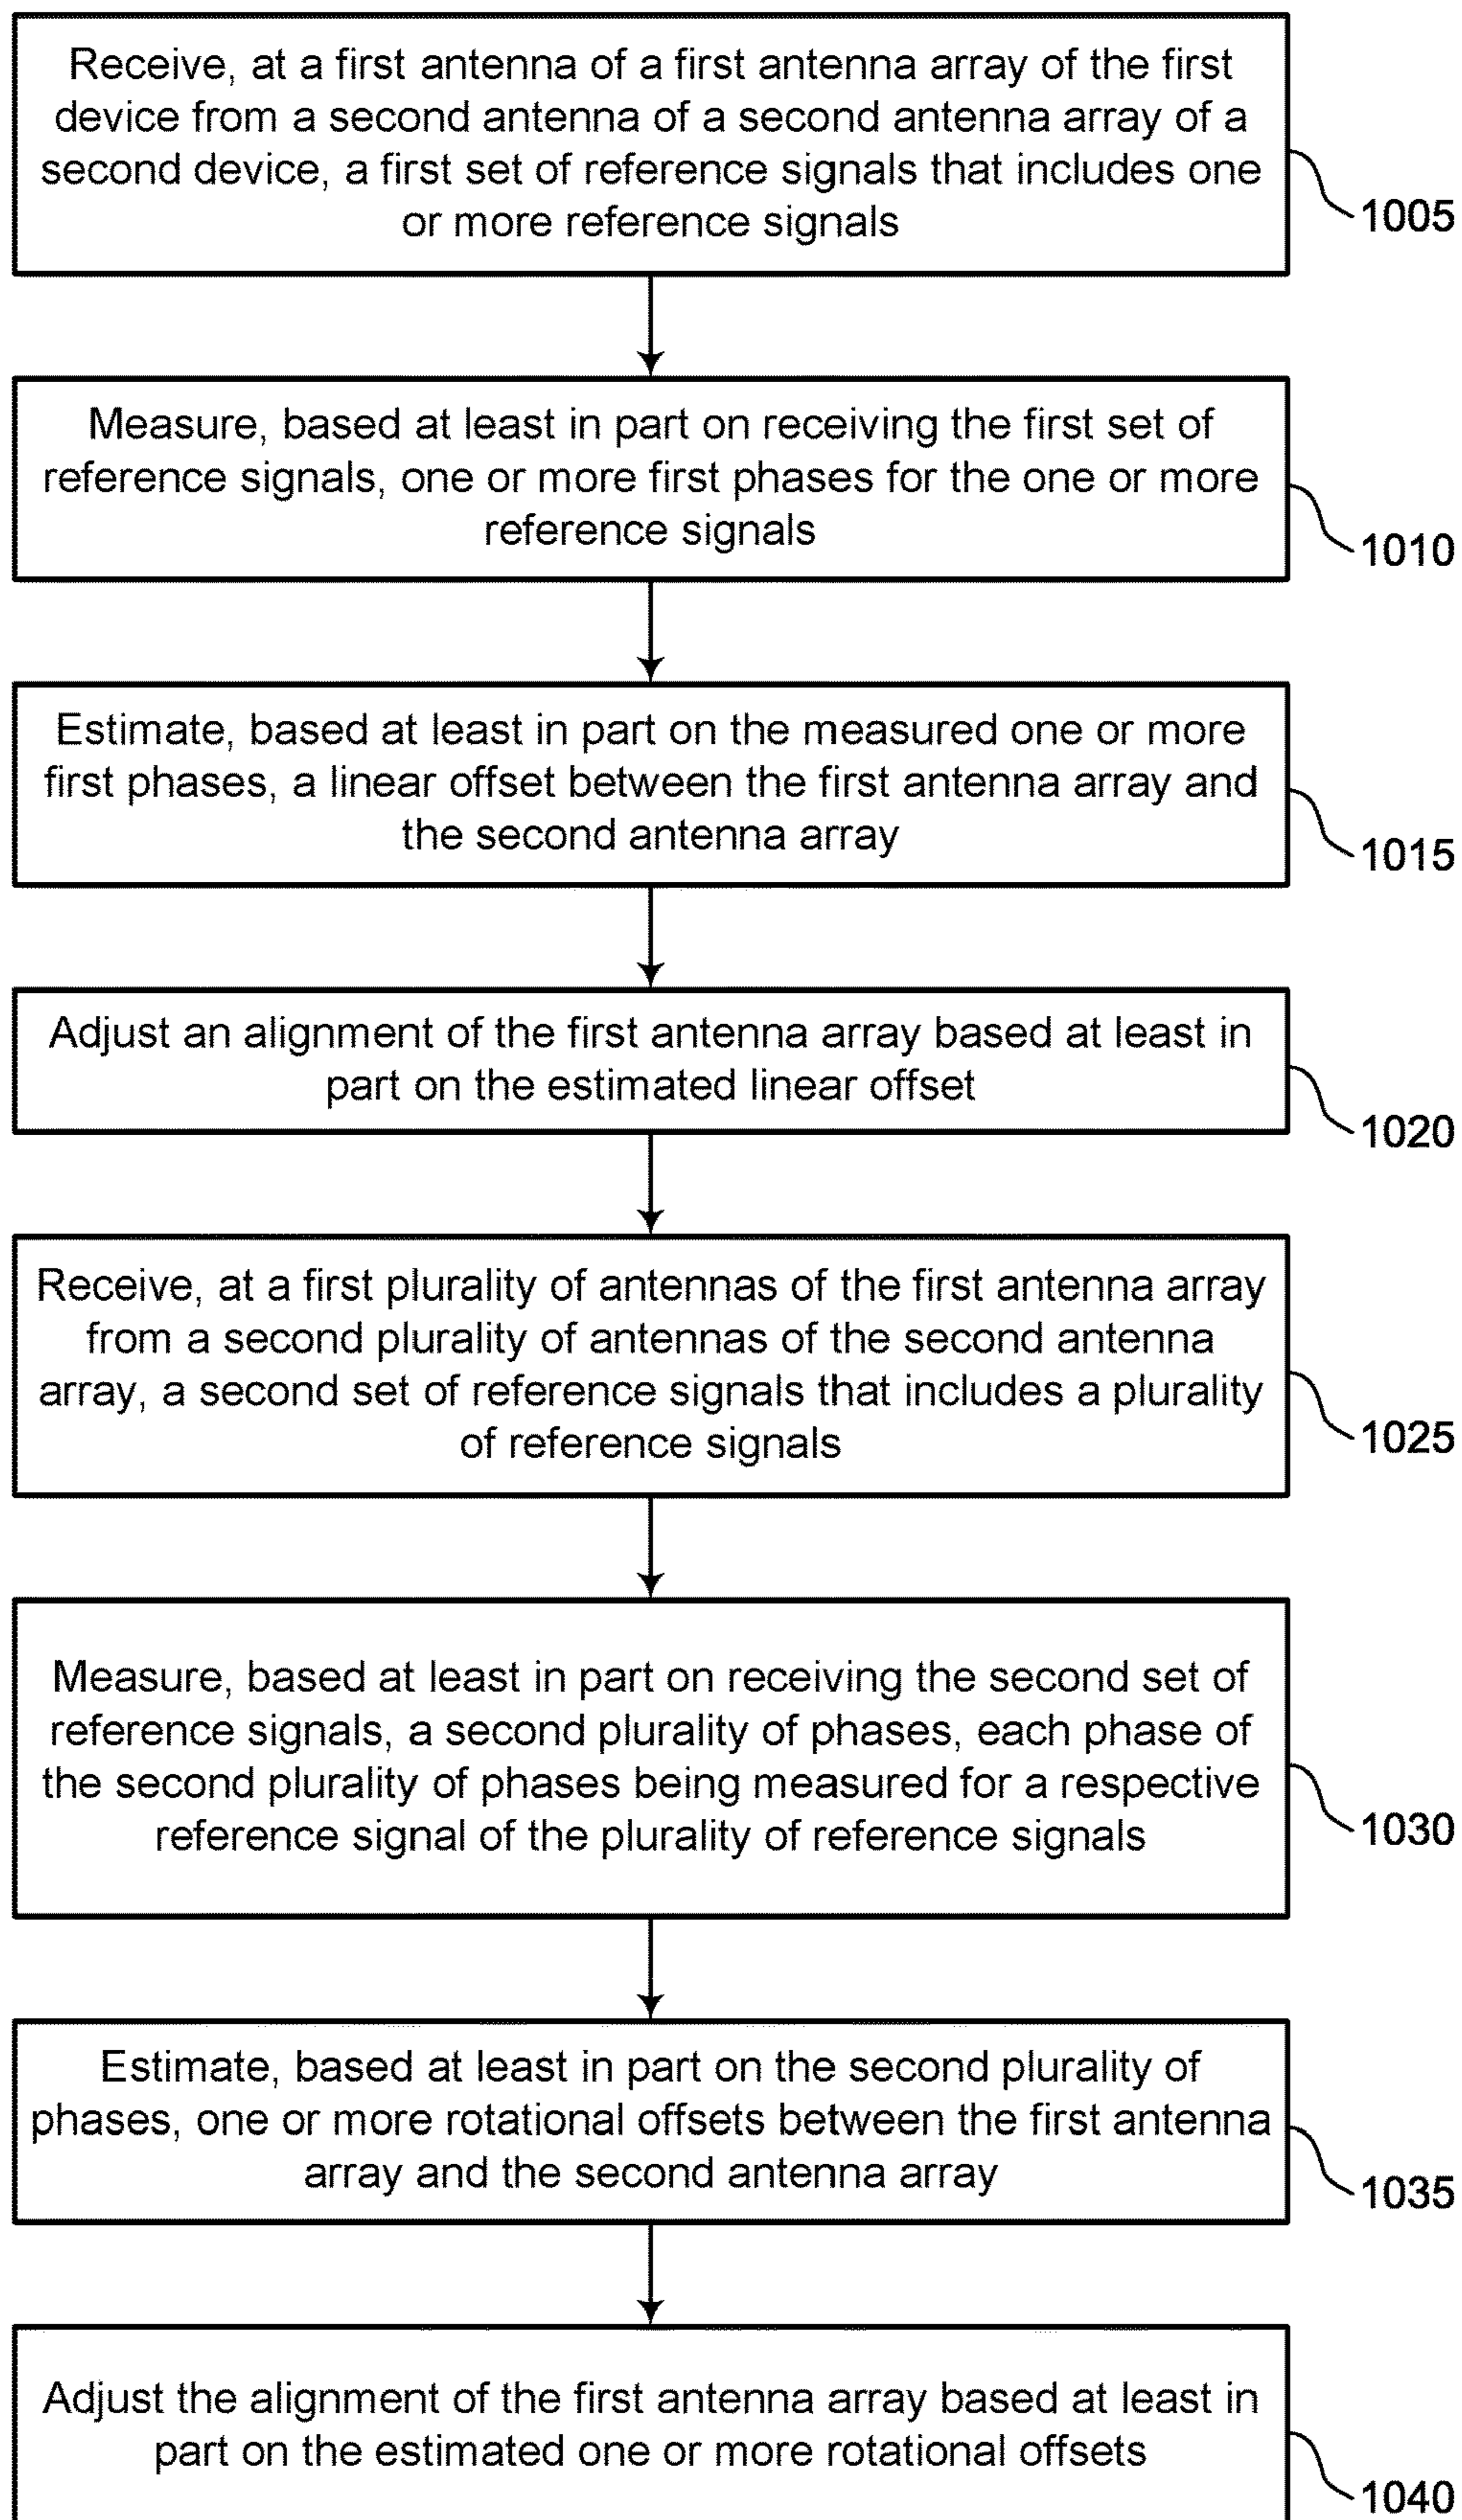 Receive, at a first antenna of a first antenna array of the first
device from a second antenna of a second antenna array of a
second device, a first set of reference signals that includes one
or more reference signals
1005
Measure, based at least in part on receiving the first set of
reference signals, one or more first phases for the one or more
reference signals
1010
Estimate, based at least in part on the measured one or more
first phases, a linear offset between the first antenna array and
the second antenna array
1015
Adjust an alignment of the first antenna array based at least in
part on the estimated linear offset
1020
Receive, at a first plurality of antennas of the first antenna array
from a second plurality of antennas of the second antenna
array, a second set of reference signals that includes a plurality
of reference signals
1025
Measure, based at least in part on receiving the second set of
reference signals, a second plurality of phases, each phase of
the second plurality of phases being measured for a respective
reference signal of the plurality of reference signals
1030
Estimate, based at least in part on the second plurality of
phases, one or more rotational offsets between the first antenna
array and the second antenna array
1035
Adjust the alignment of the first antenna array based at least in
part on the estimated one or more rotational offsets
1040